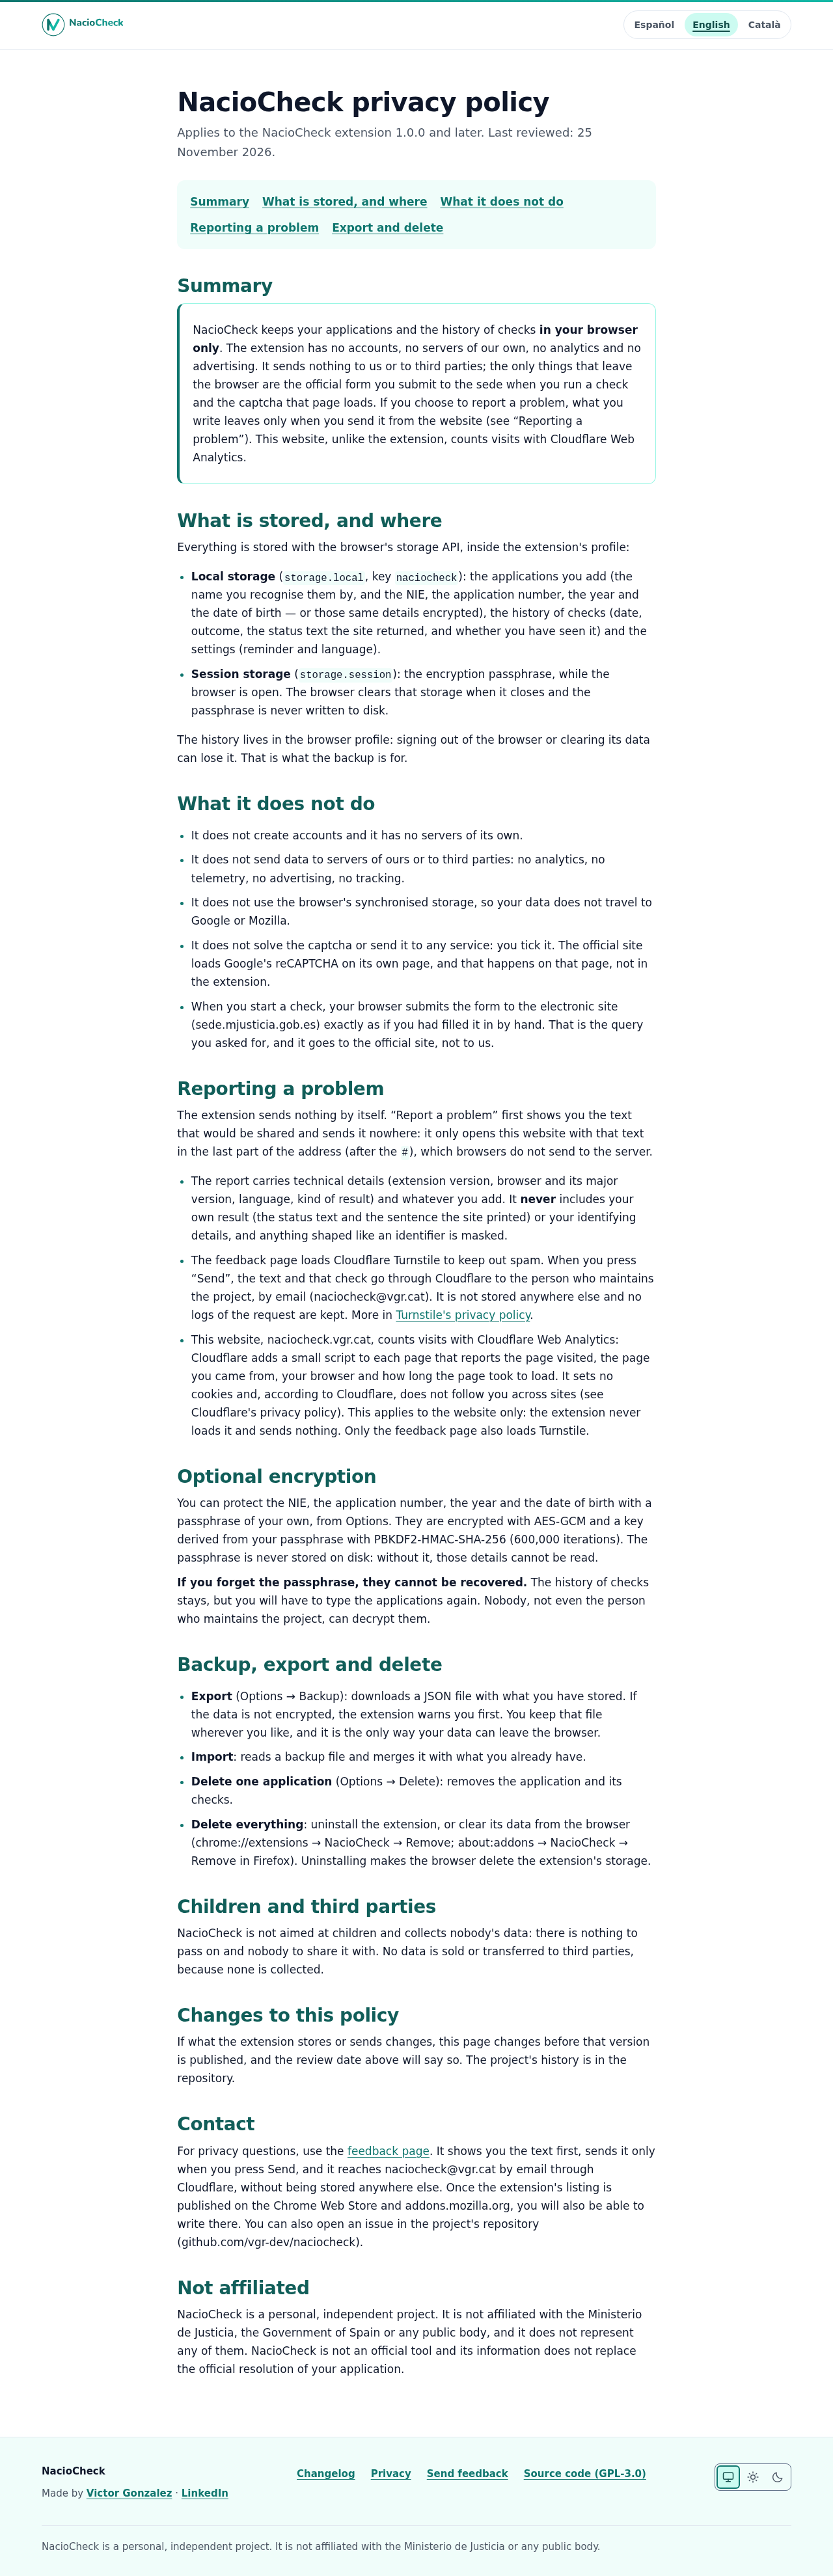 NacioCheck
Español English Català
NacioCheck privacy policy
Applies to the NacioCheck extension 1.0.0 and later. Last reviewed: 25
November 2026.
Summary What is stored, and where What it does not do
Reporting a problem Export and delete
Summary
NacioCheck keeps your applications and the history of checks in your browser
only. The extension has no accounts, no servers of our own, no analytics and no
advertising. It sends nothing to us or to third parties; the only things that leave
the browser are the official form you submit to the sede when you run a check
and the captcha that page loads. If you choose to report a problem, what you
write leaves only when you send it from the website (see “Reporting a
problem”). This website, unlike the extension, counts visits with Cloudflare Web
Analytics.
What is stored, and where
Everything is stored with the browser's storage API, inside the extension's profile:
• Local storage (storage.local, key naciocheck): the applications you add (the
name you recognise them by, and the NIE, the application number, the year and
the date of birth — or those same details encrypted), the history of checks (date,
outcome, the status text the site returned, and whether you have seen it) and the
settings (reminder and language).
• Session storage (storage.session): the encryption passphrase, while the
browser is open. The browser clears that storage when it closes and the
passphrase is never written to disk.
The history lives in the browser profile: signing out of the browser or clearing its data
can lose it. That is what the backup is for.
What it does not do
• It does not create accounts and it has no servers of its own.
• It does not send data to servers of ours or to third parties: no analytics, no
telemetry, no advertising, no tracking.
• It does not use the browser's synchronised storage, so your data does not travel to
Google or Mozilla.
• It does not solve the captcha or send it to any service: you tick it. The official site
loads Google's reCAPTCHA on its own page, and that happens on that page, not in
the extension.
• When you start a check, your browser submits the form to the electronic site
(sede.mjusticia.gob.es) exactly as if you had filled it in by hand. That is the query
you asked for, and it goes to the official site, not to us.
Reporting a problem
The extension sends nothing by itself. “Report a problem” first shows you the text
that would be shared and sends it nowhere: it only opens this website with that text
in the last part of the address (after the #), which browsers do not send to the server.
• The report carries technical details (extension version, browser and its major
version, language, kind of result) and whatever you add. It never includes your
own result (the status text and the sentence the site printed) or your identifying
details, and anything shaped like an identifier is masked.
• The feedback page loads Cloudflare Turnstile to keep out spam. When you press
“Send”, the text and that check go through Cloudflare to the person who maintains
the project, by email (naciocheck@vgr.cat). It is not stored anywhere else and no
logs of the request are kept. More in Turnstile's privacy policy.
• This website, naciocheck.vgr.cat, counts visits with Cloudflare Web Analytics:
Cloudflare adds a small script to each page that reports the page visited, the page
you came from, your browser and how long the page took to load. It sets no
cookies and, according to Cloudflare, does not follow you across sites (see
Cloudflare's privacy policy). This applies to the website only: the extension never
loads it and sends nothing. Only the feedback page also loads Turnstile.
Optional encryption
You can protect the NIE, the application number, the year and the date of birth with a
passphrase of your own, from Options. They are encrypted with AES-GCM and a key
derived from your passphrase with PBKDF2-HMAC-SHA-256 (600,000 iterations). The
passphrase is never stored on disk: without it, those details cannot be read.
If you forget the passphrase, they cannot be recovered. The history of checks
stays, but you will have to type the applications again. Nobody, not even the person
who maintains the project, can decrypt them.
Backup, export and delete
• Export (Options → Backup): downloads a JSON file with what you have stored. If
the data is not encrypted, the extension warns you first. You keep that file
wherever you like, and it is the only way your data can leave the browser.
• Import: reads a backup file and merges it with what you already have.
• Delete one application (Options → Delete): removes the application and its
checks.
• Delete everything: uninstall the extension, or clear its data from the browser
(chrome://extensions → NacioCheck → Remove; about:addons → NacioCheck →
Remove in Firefox). Uninstalling makes the browser delete the extension's storage.
Children and third parties
NacioCheck is not aimed at children and collects nobody's data: there is nothing to
pass on and nobody to share it with. No data is sold or transferred to third parties,
because none is collected.
Changes to this policy
If what the extension stores or sends changes, this page changes before that version
is published, and the review date above will say so. The project's history is in the
repository.
Contact
For privacy questions, use the feedback page. It shows you the text first, sends it only
when you press Send, and it reaches naciocheck@vgr.cat by email through
Cloudflare, without being stored anywhere else. Once the extension's listing is
published on the Chrome Web Store and addons.mozilla.org, you will also be able to
write there. You can also open an issue in the project's repository
(github.com/vgr-dev/naciocheck).
Not affiliated
NacioCheck is a personal, independent project. It is not affiliated with the Ministerio
de Justicia, the Government of Spain or any public body, and it does not represent
any of them. NacioCheck is not an official tool and its information does not replace
the official resolution of your application.
NacioCheck
Made by Victor Gonzalez · LinkedIn
Changelog Privacy Send feedback Source code (GPL-3.0)
NacioCheck is a personal, independent project. It is not affiliated with the Ministerio de Justicia or any public body.